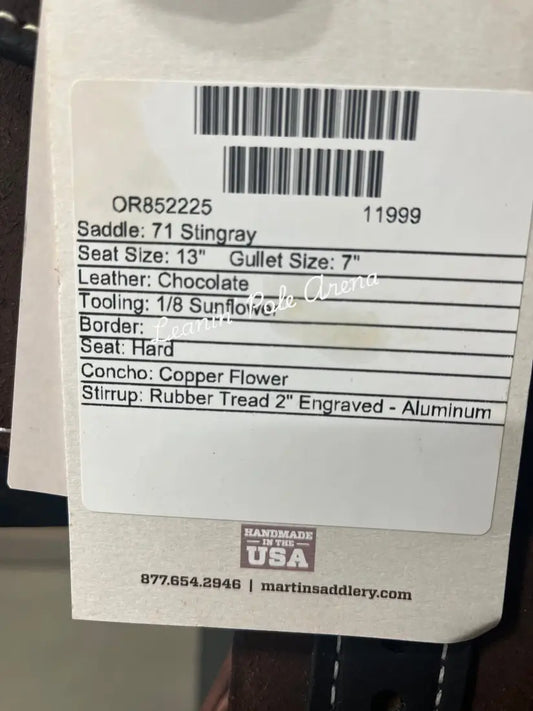 OR852225 11999
Saddle: 71 Stingray
Seat Size: 13" Gullet Size: 7"
Leather: Chocolate
Tooling: 1/8 Sunflower
Leanin' Pole Arena
Border:
Seat: Hard
Concho: Copper Flower
Stirrup: Rubber Tread 2" Engraved - Aluminum
HANDMADE
IN THE
USA
877.654.2946 | martinsaddlery.com